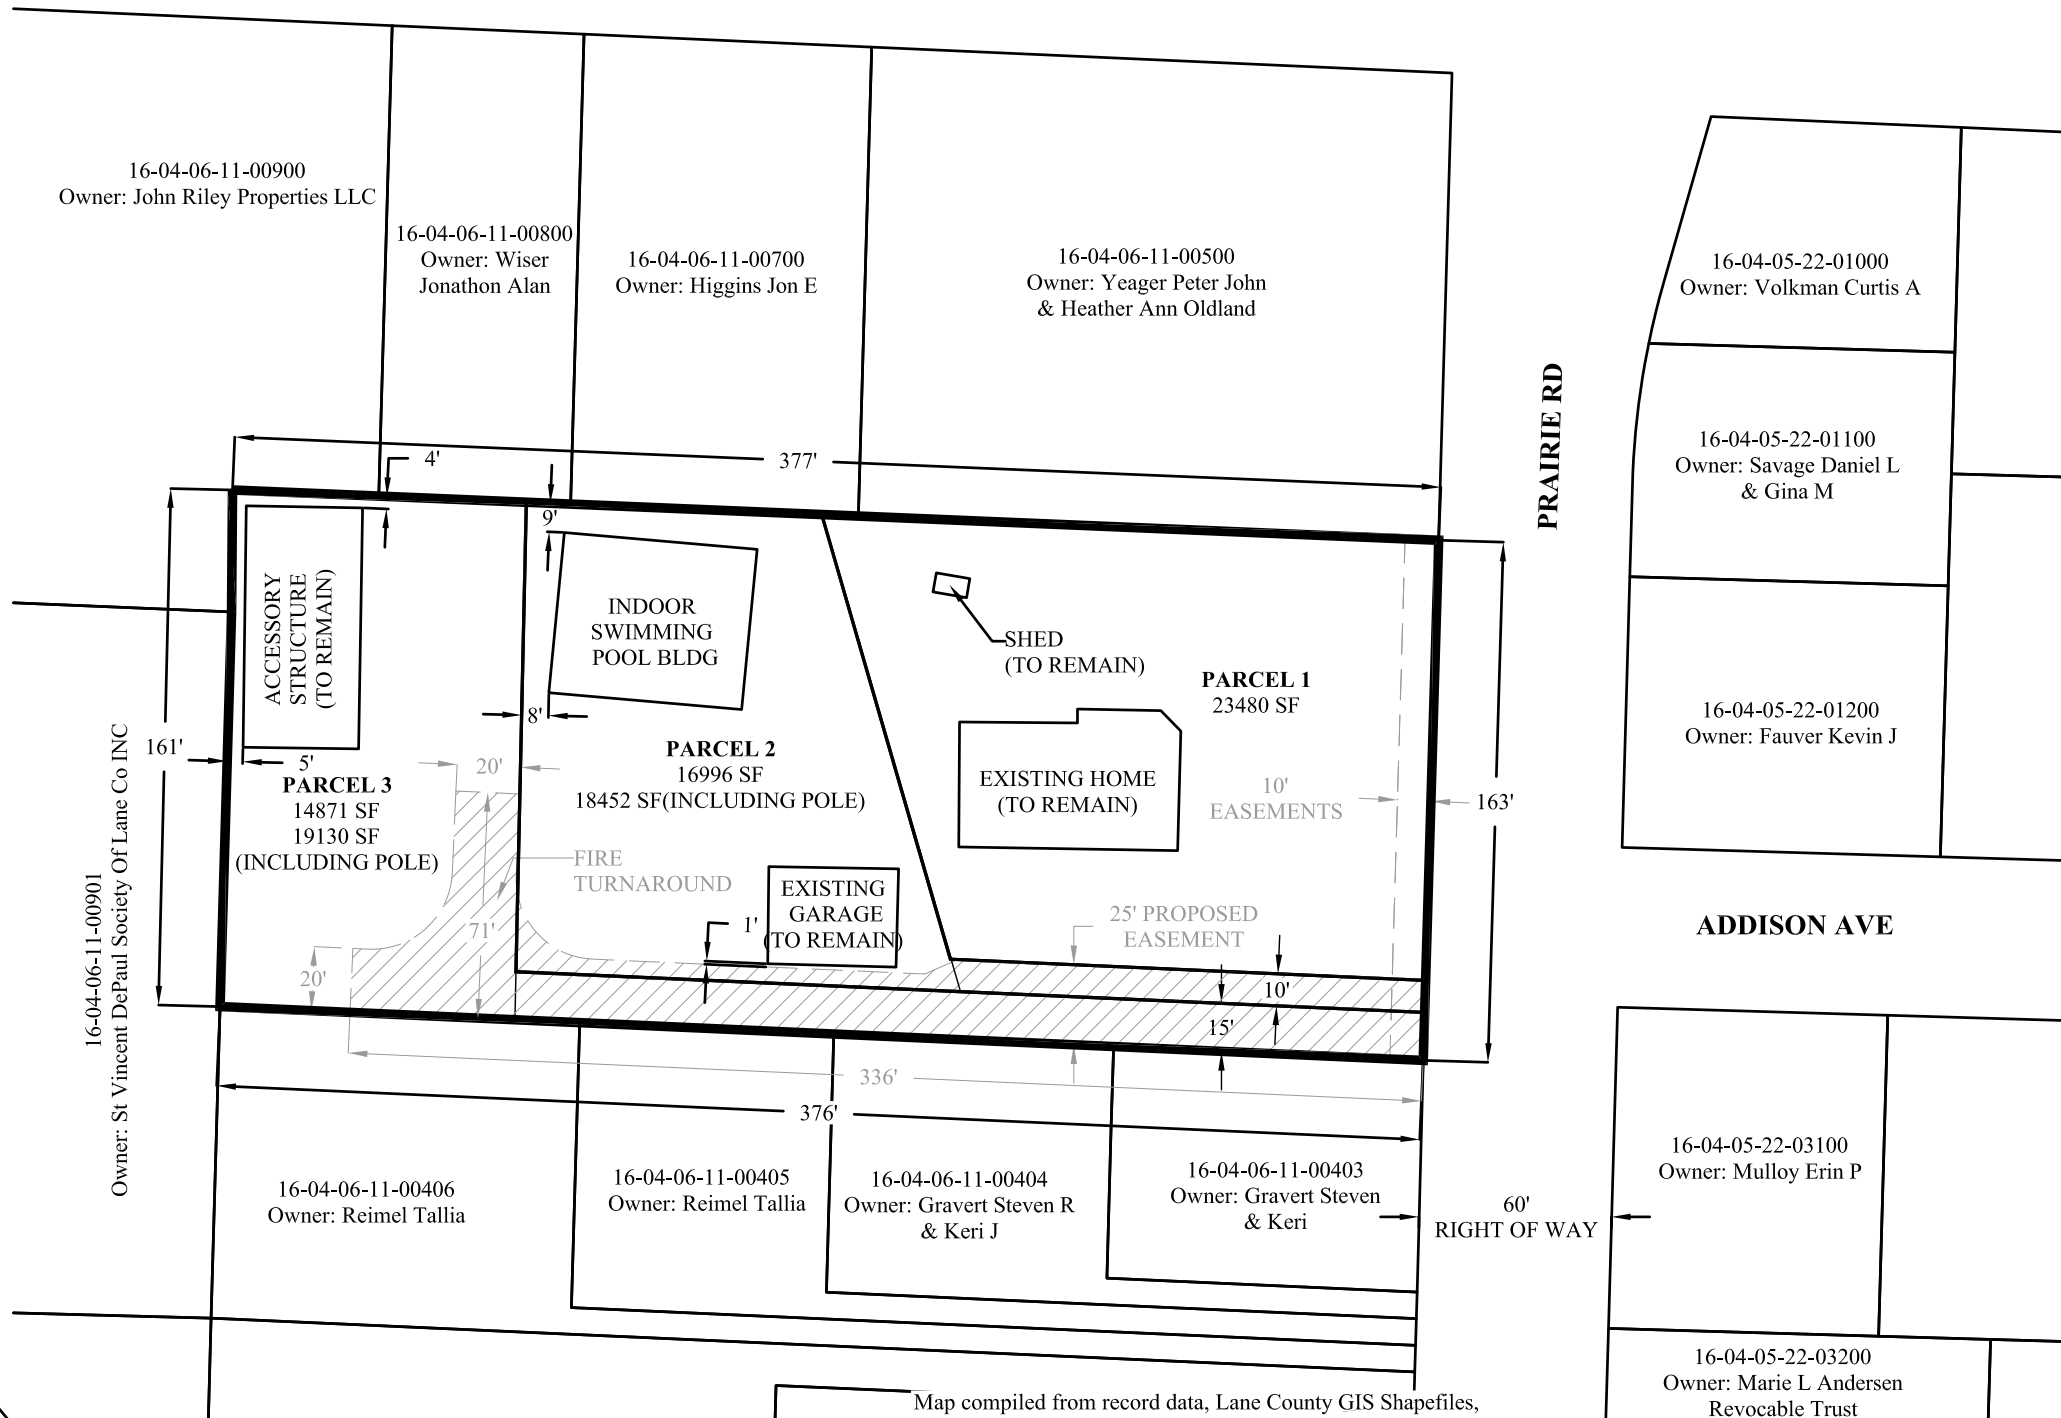 16-04-06-11-00900
Owner: John Riley Properties LLC
16-04-06-11-00800
Owner: Wiser
Jonathon Alan
16-04-06-11-00700
Owner: Higgins Jon E
16-04-06-11-00500
Owner: Yeager Peter John
& Heather Ann Oldland
16-04-05-22-01000
Owner: Volkman Curtis A
PRAIRIE RD
16-04-05-22-01100
Owner: Savage Daniel L
& Gina M
16-04-05-22-01200
Owner: Fauver Kevin J
377'
4'
9'
ACCESSORY
STRUCTURE
(TO REMAIN)
INDOOR
SWIMMING
POOL BLDG
SHED
(TO REMAIN)
PARCEL 1
23480 SF
8'
161'
5'
20'
PARCEL 2
16996 SF
18452 SF(INCLUDING POLE)
PARCEL 3
14871 SF
19130 SF
(INCLUDING POLE)
EXISTING HOME
(TO REMAIN)
10'
EASEMENTS
163'
FIRE
TURNAROUND
EXISTING
GARAGE
(TO REMAIN)
1'
71'
20'
25' PROPOSED
EASEMENT
10'
15'
ADDISON AVE
16-04-06-11-00901
Owner: St Vincent DePaul Society Of Lane Co INC
336'
376'
16-04-06-11-00406
Owner: Reimel Tallia
16-04-06-11-00405
Owner: Reimel Tallia
16-04-06-11-00404
Owner: Gravert Steven R
& Keri J
16-04-06-11-00403
Owner: Gravert Steven
& Keri
60'
RIGHT OF WAY
16-04-05-22-03100
Owner: Mulloy Erin P
16-04-05-22-03200
Owner: Marie L Andersen
Revocable Trust
Map compiled from record data, Lane County GIS Shapefiles,